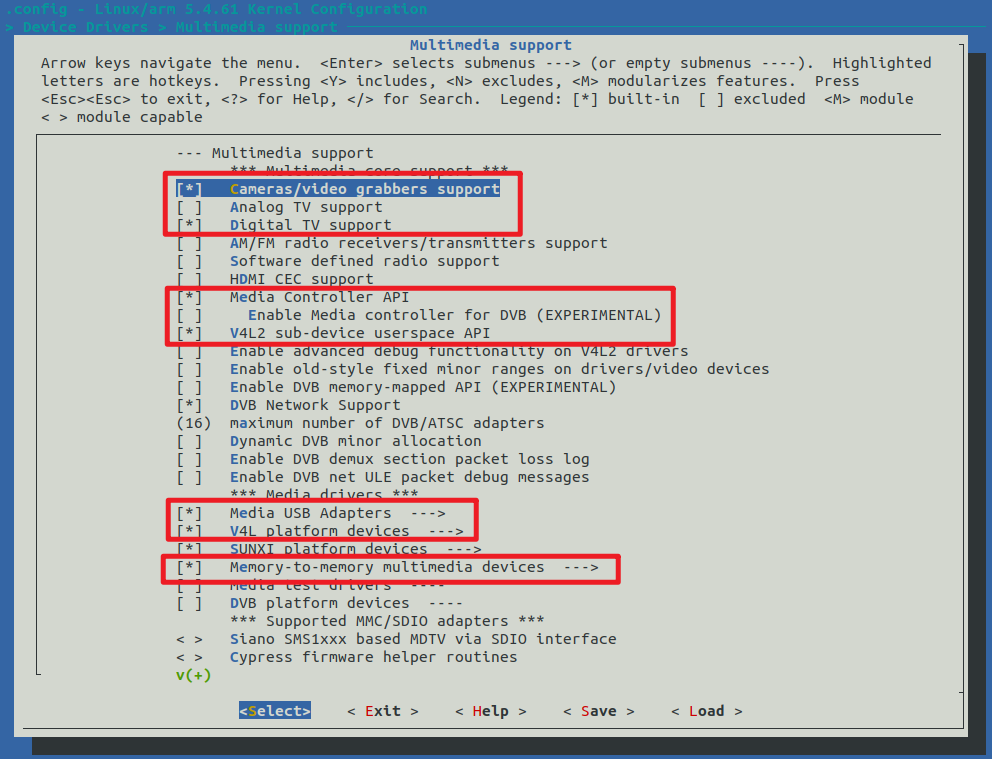 .config - Linux/arm 5.4.61 Kernel Configuration
> Device Drivers > Multimedia support
Multimedia support
Arrow keys navigate the menu.  <Enter> selects submenus ---> (or empty submenus ----).  Highlighted
letters are hotkeys.  Pressing <Y> includes, <N> excludes, <M> modularizes features.  Press
<Esc><Esc> to exit, <?> for Help, </> for Search.  Legend: [*] built-in  [ ] excluded  <M> module
< > module capable
--- Multimedia support
*** Multimedia core support ***
[*]   Cameras/video grabbers support
[ ]   Analog TV support
[*]   Digital TV support
[ ]   AM/FM radio receivers/transmitters support
[ ]   Software defined radio support
[ ]   HDMI CEC support
[*]   Media Controller API
[ ]     Enable Media controller for DVB (EXPERIMENTAL)
[*]   V4L2 sub-device userspace API
[ ]   Enable advanced debug functionality on V4L2 drivers
[ ]   Enable old-style fixed minor ranges on drivers/video devices
[ ]   Enable DVB memory-mapped API (EXPERIMENTAL)
[*]   DVB Network Support
(16)  maximum number of DVB/ATSC adapters
[ ]   Dynamic DVB minor allocation
[ ]   Enable DVB demux section packet loss log
[ ]   Enable DVB net ULE packet debug messages
*** Media drivers ***
[*]   Media USB Adapters  --->
[*]   V4L platform devices  --->
[*]   SUNXI platform devices  --->
[*]   Memory-to-memory multimedia devices  --->
[ ]   Media test drivers  ----
[ ]   DVB platform devices  ----
*** Supported MMC/SDIO adapters ***
< >   Siano SMS1xxx based MDTV via SDIO interface
< >   Cypress firmware helper routines
v(+)
<Select>    < Exit >    < Help >    < Save >    < Load >